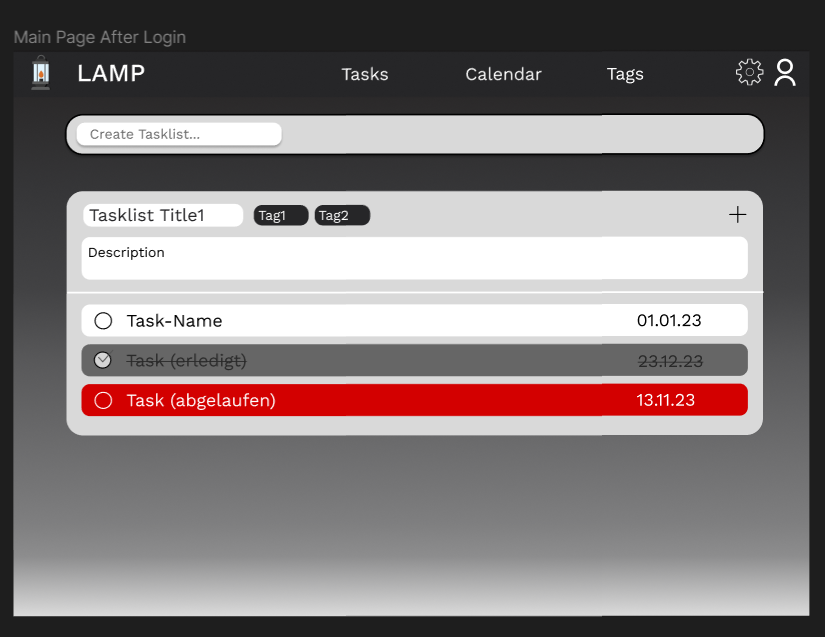 Main Page After Login
LAMP Tasks Calendar Tags
Create Tasklist...
Tasklist Title1 Tag1 Tag2
Description
Task-Name 01.01.23
Task (erledigt) 23.12.23
Task (abgelaufen) 13.11.23